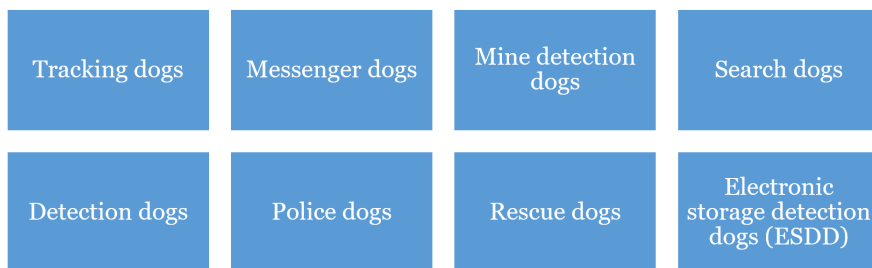 Tracking dogs
Messenger dogs
Mine detection
dogs
Search dogs
Detection dogs
Police dogs
Rescue dogs
Electronic
storage detection
dogs (ESDD)